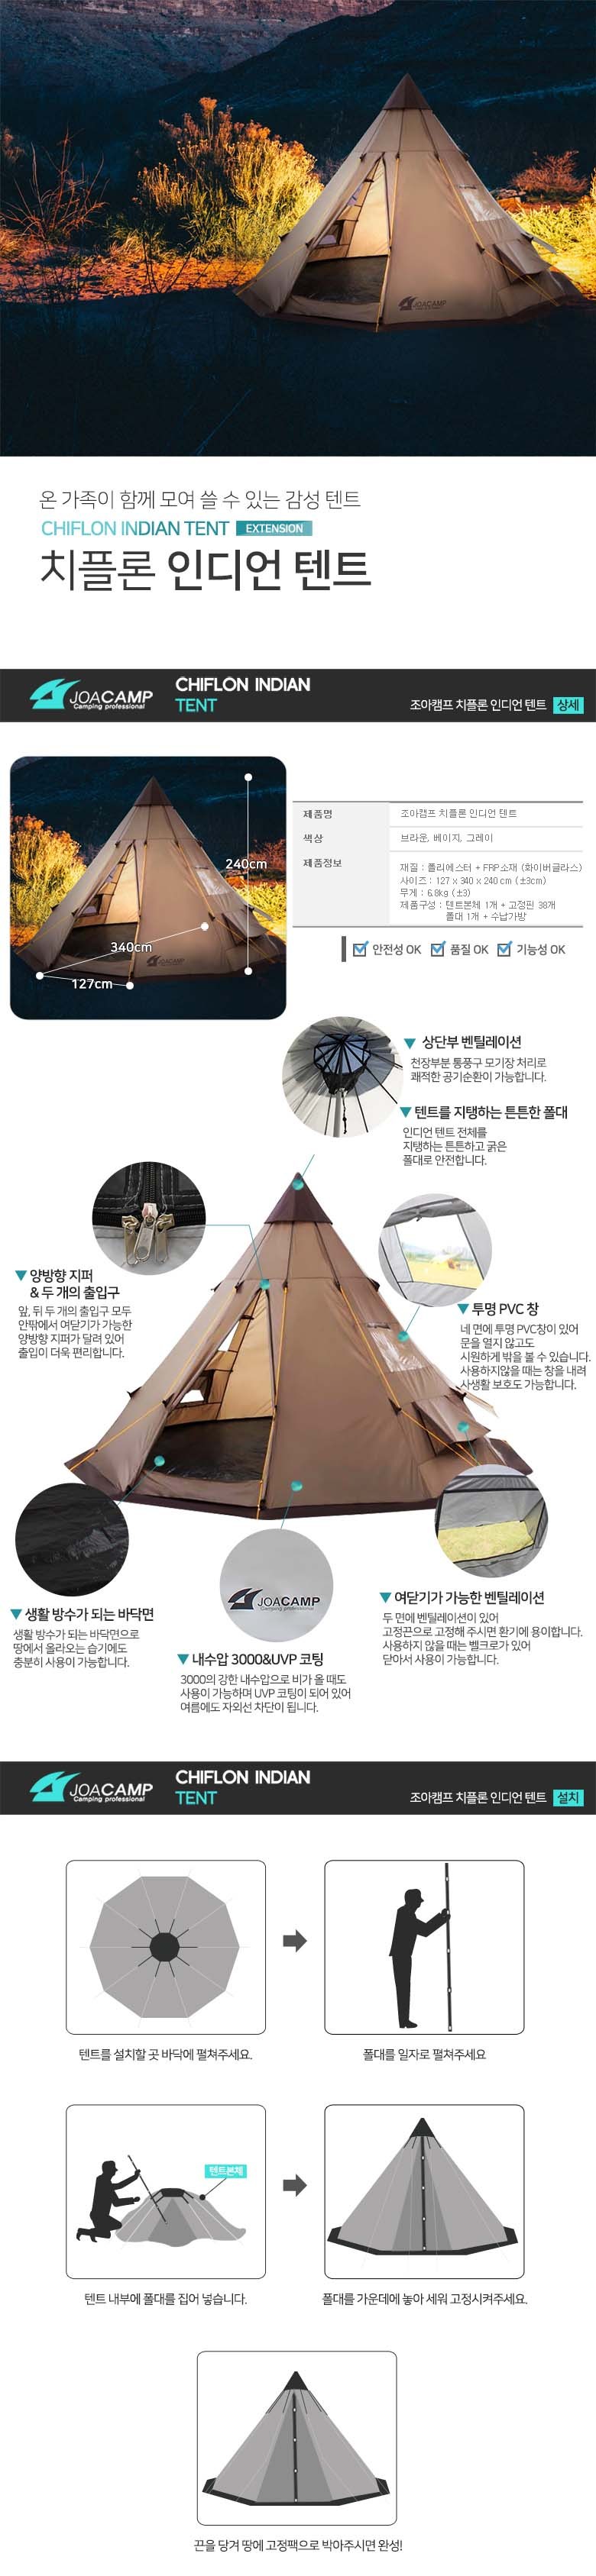 JOACAMP
온 가족이 함께 모여 쓸 수 있는 감성 텐트
CHIFLON INDIAN TENT EXTENSION
치플론 인디언 텐트
JOACAMP
Camping professional
CHIFLON INDIAN
TENT
조아캠프 치플론 인디언 텐트 상세
240cm
340cm
127cm
JOACAMP
제품명 조아캠프 치플론 인디언 텐트
색상 브라운, 베이지, 그레이
제품정보 재질 : 폴리에스터 + FRP소재 (화이버글라스)
사이즈 : 127 x 340 x 240 cm (±3cm)
무게 : 6.8kg (±3)
제품구성 : 텐트본체 1개 + 고정핀 38개
폴대 1개 + 수납가방
안전성 OK 품질 OK 기능성 OK
▼ 상단부 벤틸레이션
천장부분 통풍구 모기장 처리로
쾌적한 공기순환이 가능합니다.
▼ 텐트를 지탱하는 튼튼한 폴대
인디언 텐트 전체를
지탱하는 튼튼하고 굵은
폴대로 안전합니다.
▼ 양방향 지퍼
& 두 개의 출입구
앞, 뒤 두 개의 출입구 모두
안팎에서 여닫기가 가능한
양방향 지퍼가 달려 있어
출입이 더욱 편리합니다.
▼ 투명 PVC 창
네 면에 투명 PVC창이 있어
문을 열지 않고도
시원하게 밖을 볼 수 있습니다.
사용하지않을 때는 창을 내려
사생활 보호도 가능합니다.
▼ 생활 방수가 되는 바닥면
생활 방수가 되는 바닥면으로
땅에서 올라오는 습기에도
충분히 사용이 가능합니다.
JOACAMP
Camping professional
▼ 내수압 3000&UVP 코팅
3000의 강한 내수압으로 비가 올 때도
사용이 가능하며 UVP 코팅이 되어 있어
여름에도 자외선 차단이 됩니다.
▼ 여닫기가 가능한 벤틸레이션
두 면에 벤틸레이션이 있어
고정끈으로 고정해 주시면 환기에 용이합니다.
사용하지 않을 때는 벨크로가 있어
닫아서 사용이 가능합니다.
JOACAMP
Camping professional
CHIFLON INDIAN
TENT
조아캠프 치플론 인디언 텐트 설치
텐트를 설치할 곳 바닥에 펼쳐주세요.
폴대를 일자로 펼쳐주세요
텐트본체
텐트 내부에 폴대를 집어 넣습니다.
폴대를 가운데에 놓아 세워 고정시켜주세요.
끈을 당겨 땅에 고정팩으로 박아주시면 완성!